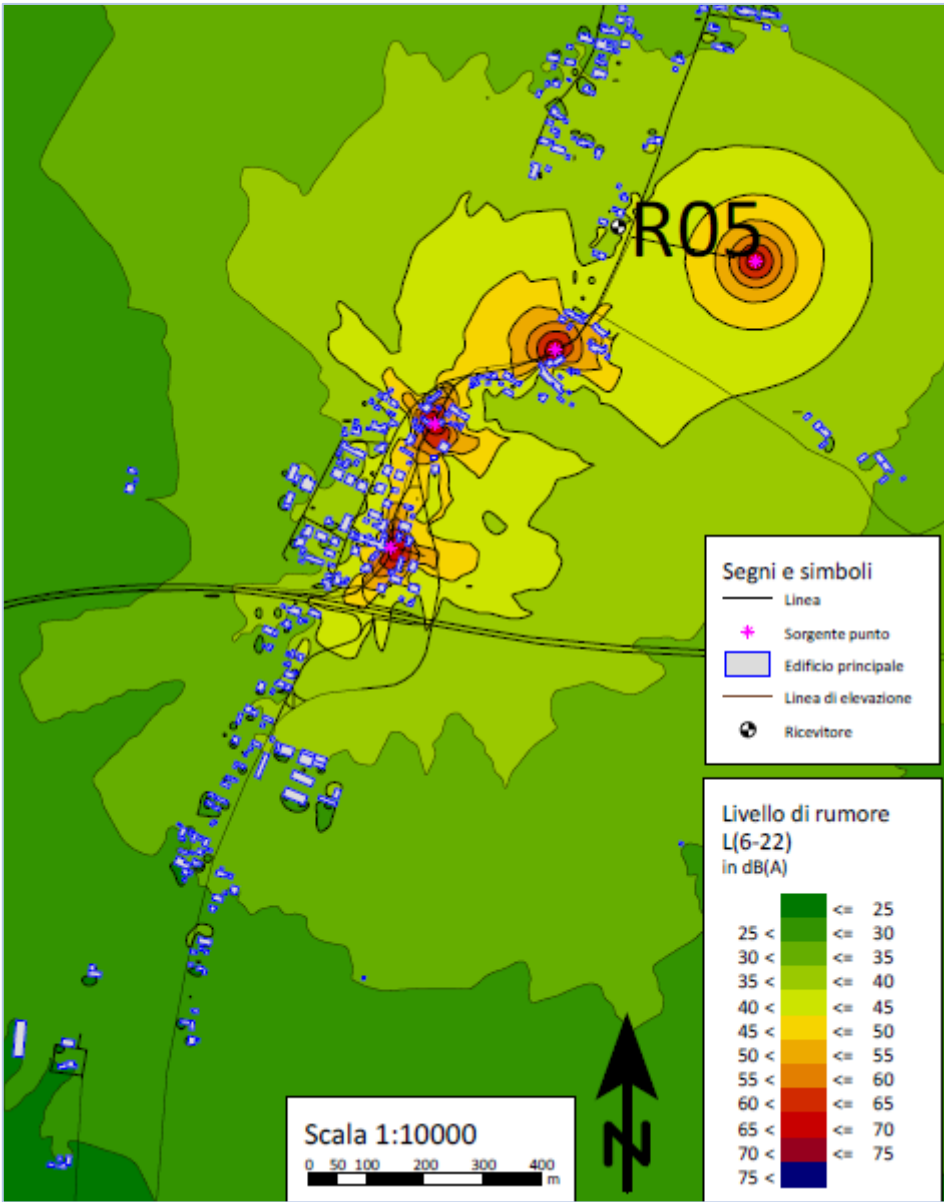 R05
Segni e simboli
Linea
Sorgente punto
Edificio principale
Linea di elevazione
Ricevitore
Livello di rumore
L(6-22)
in dB(A)
<= 25
25 < <= 30
30 < <= 35
35 < <= 40
40 < <= 45
45 < <= 50
50 < <= 55
55 < <= 60
60 < <= 65
65 < <= 70
70 < <= 75
75 <
N
Scala 1:10000
0 50 100 200 300 400
m